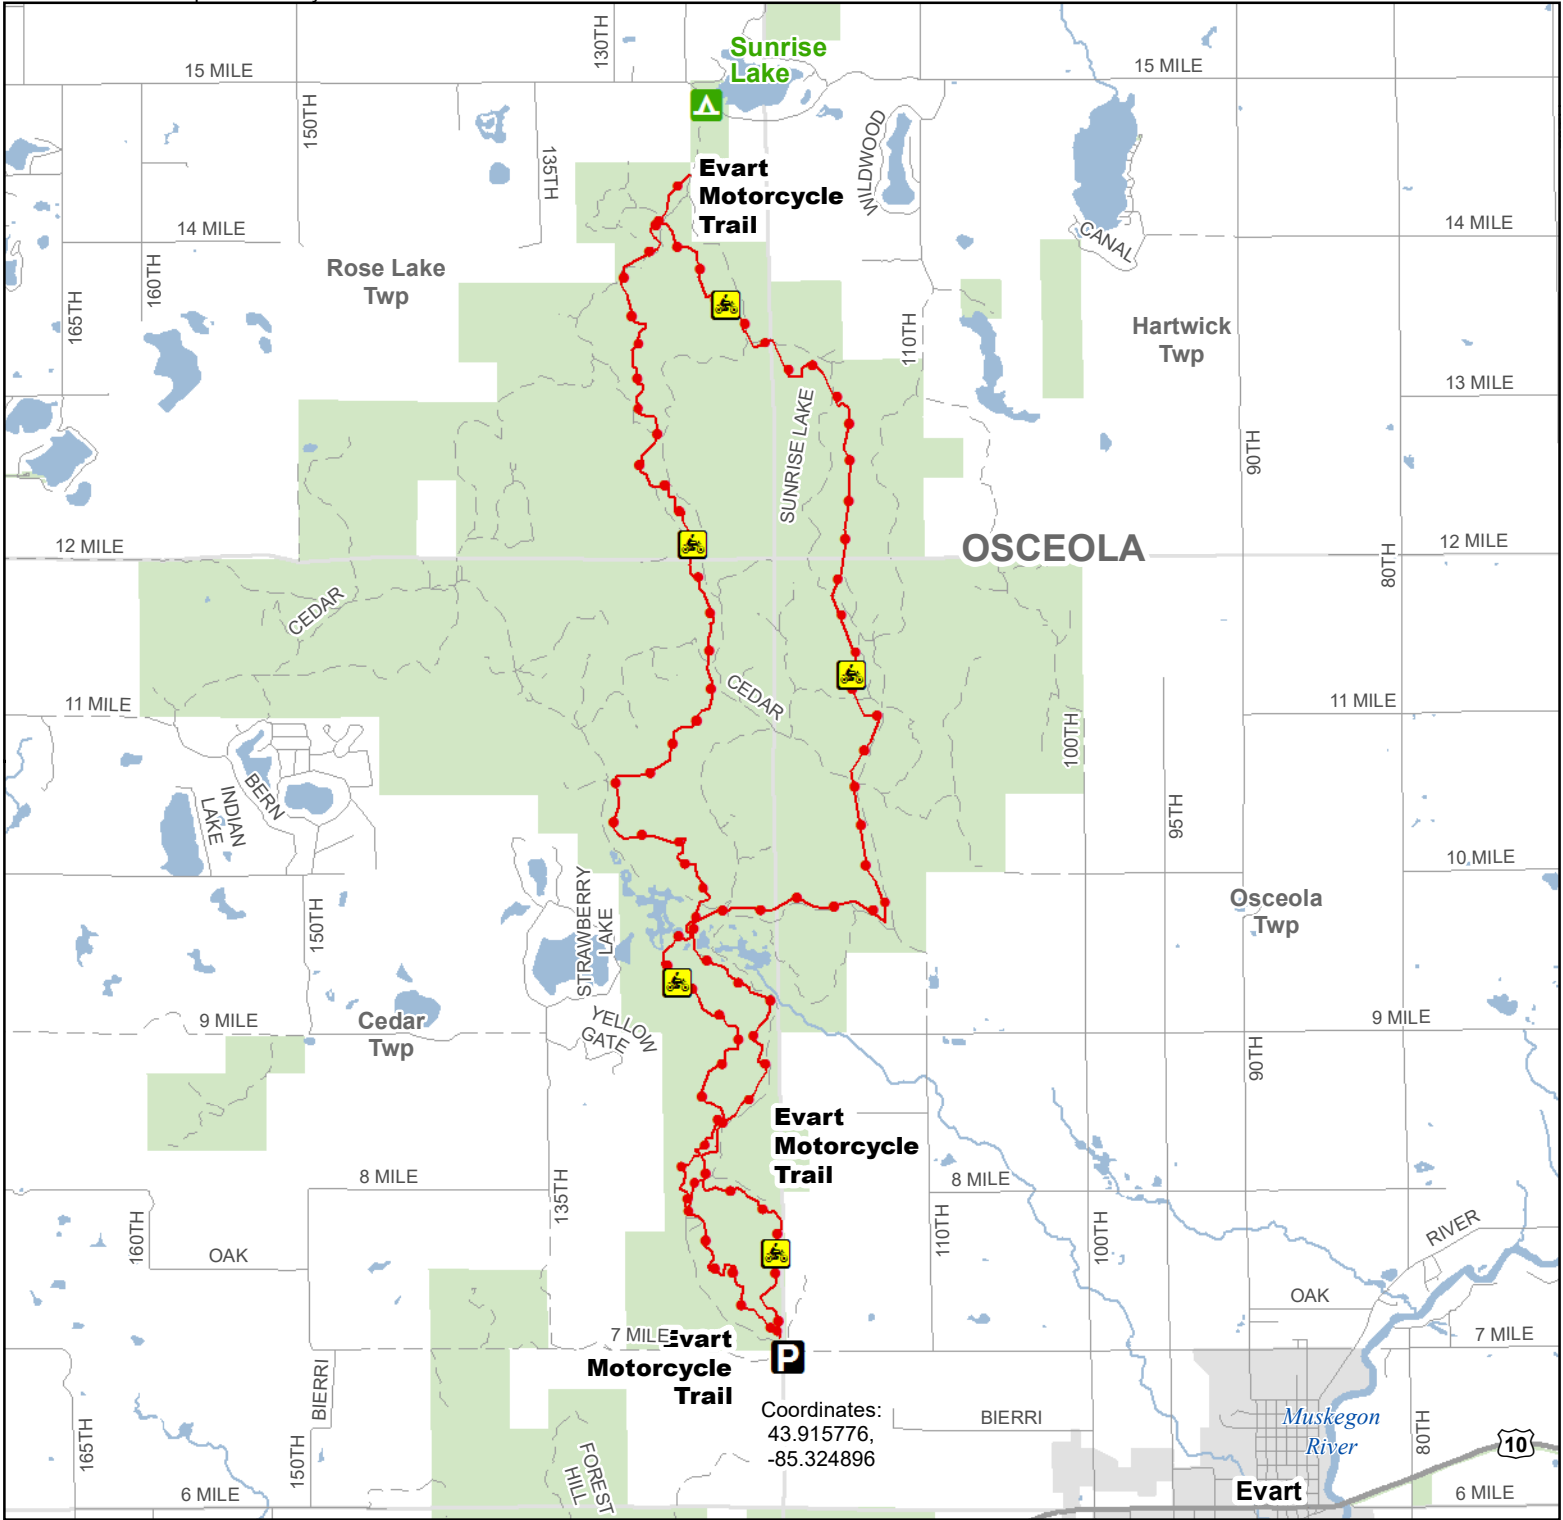 130TH
Sunrise
Lake
15 MILE
15 MILE
150TH
135TH
WILDWOOD
Evart
Motorcycle
Trail
14 MILE
14 MILE
CANAL
Rose Lake
Twp
160TH
165TH
110TH
Hartwick
Twp
13 MILE
SUNRISE LAKE
90TH
OSCEOLA
12 MILE
12 MILE
80TH
CEDAR
CEDAR
11 MILE
11 MILE
100TH
BERN
INDIAN
LAKE
95TH
10 MILE
STRAWBERRY
LAKE
150TH
Osceola
Twp
9 MILE
Cedar
Twp
YELLOW
GATE
9 MILE
90TH
Evart
Motorcycle
Trail
8 MILE
8 MILE
135TH
160TH
OAK
110TH
100TH
RIVER
OAK
7 MILE
Evart
Motorcycle
Trail
P
7 MILE
BIERRI
Coordinates:
43.915776,
-85.324896
BIERRI
Muskegon
River
80TH
165TH
150TH
FOREST
HILL
10
6 MILE
Evart
6 MILE